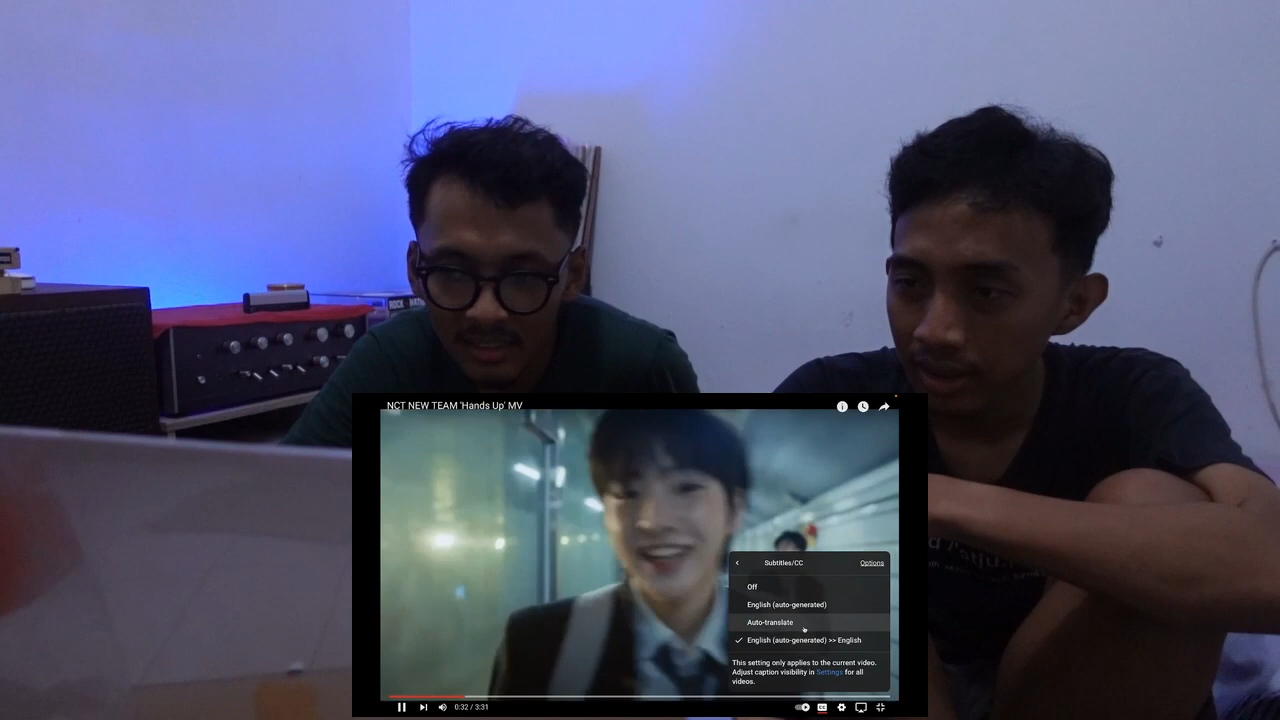 ROCK
NCT NEW TEAM 'Hands Up' MV
Subtitles/CC
Options
Off
English (auto-generated)
Auto-translate
English (auto-generated) >> English
This setting only applies to the current video.
Adjust caption visibility in Settings for all
videos.
0:32 / 3:31
CC